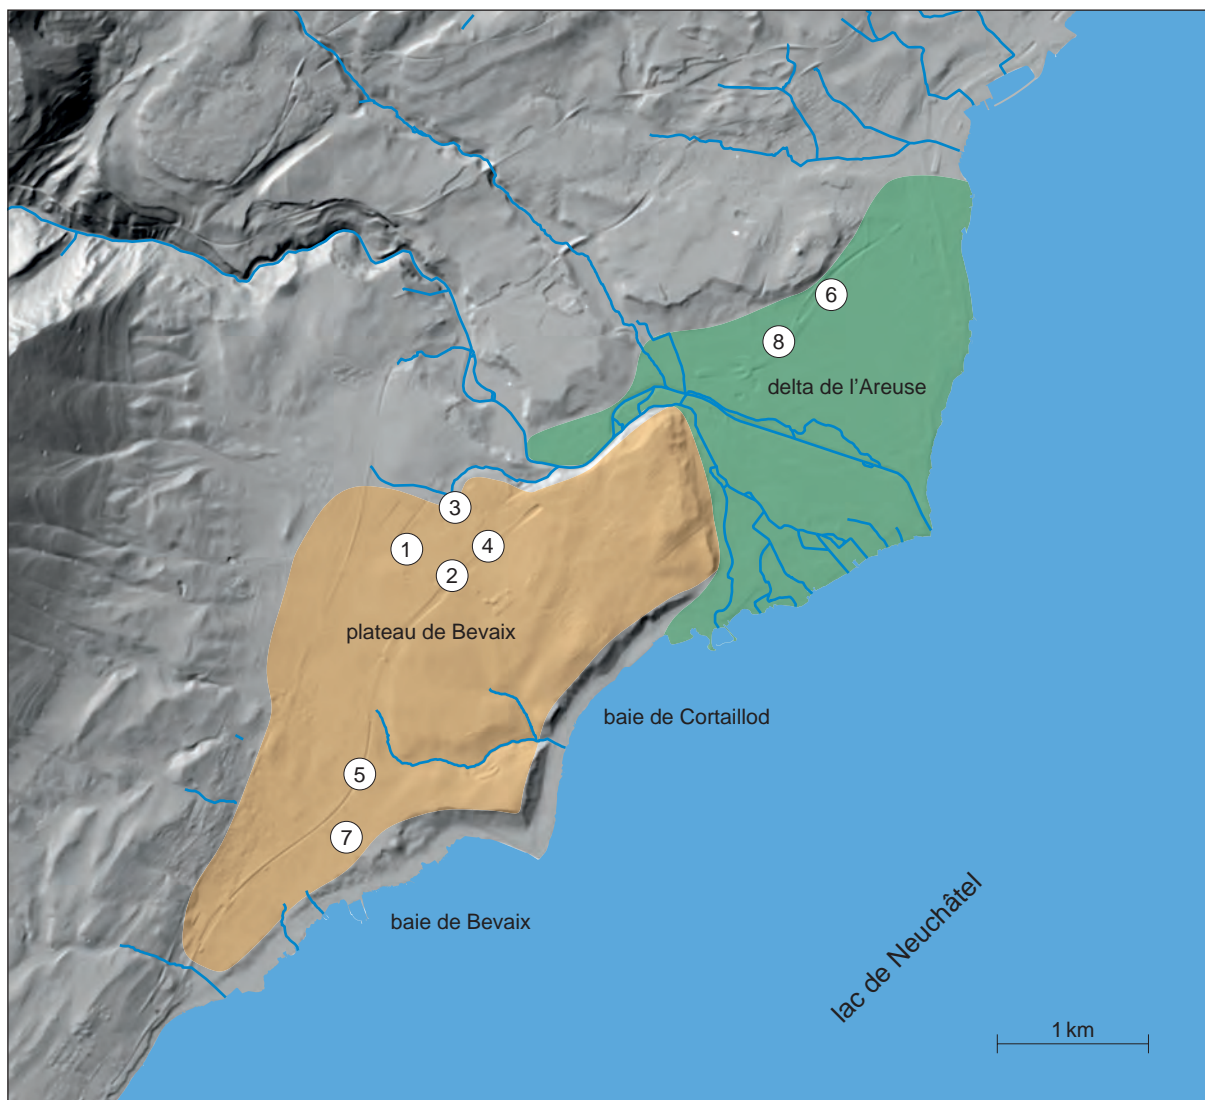 6
8
delta de l'Areuse
3
1
4
2
plateau de Bevaix
baie de Cortaillod
5
7
baie de Bevaix
lac de Neuchâtel
1 km